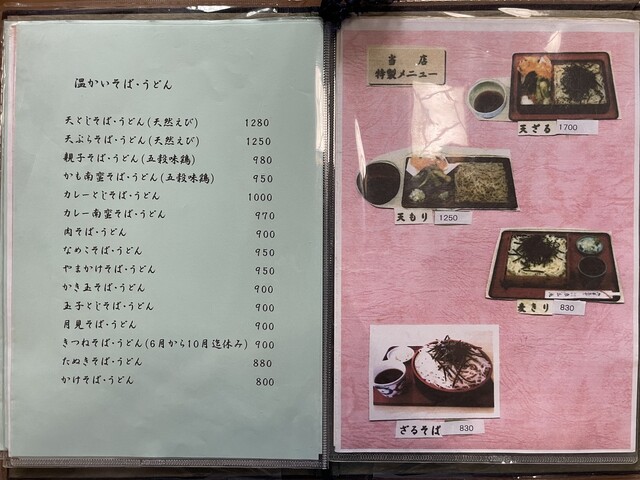 温かいそば・うどん
天とじそば・うどん(天然えび) 1280
天ぷらそば・うどん(天然えび) 1250
親子そば・うどん(五穀味鶏) 980
かも南蛮そば・うどん(五穀味鶏) 950
カレーとじそば・うどん 1000
カレー南蛮そば・うどん 970
肉そば・うどん 900
なめこそば・うどん 950
やまかけそば・うどん 950
かき玉そば・うどん 900
玉子とじそば・うどん 900
月見そば・うどん 900
きつねそば・うどん(6月から10月迄休み) 900
たぬきそば・うどん 880
かけそば・うどん 800
当店
特製メニュー
天ざる 1700
天もり 1250
麦きり 830
ざるそば 830